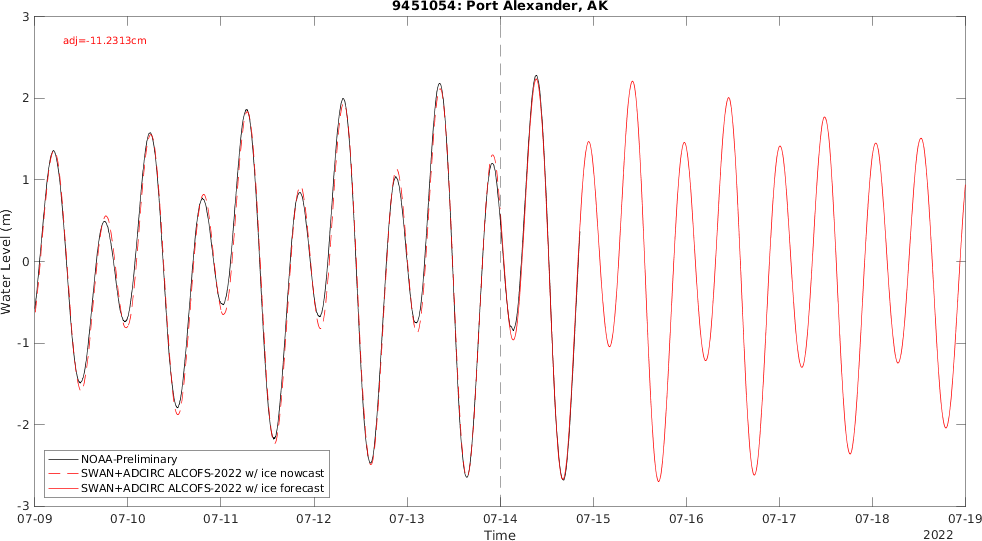 9451054: Port Alexander, AK
adj=-11.2313cm
Water Level (m)
3
2
1
0
-1
-2
-3
NOAA-Preliminary
SWAN+ADCIRC ALCOFS-2022 w/ ice nowcast
SWAN+ADCIRC ALCOFS-2022 w/ ice forecast
07-09 07-10 07-11 07-12 07-13 07-14 07-15 07-16 07-17 07-18 07-19
Time
2022